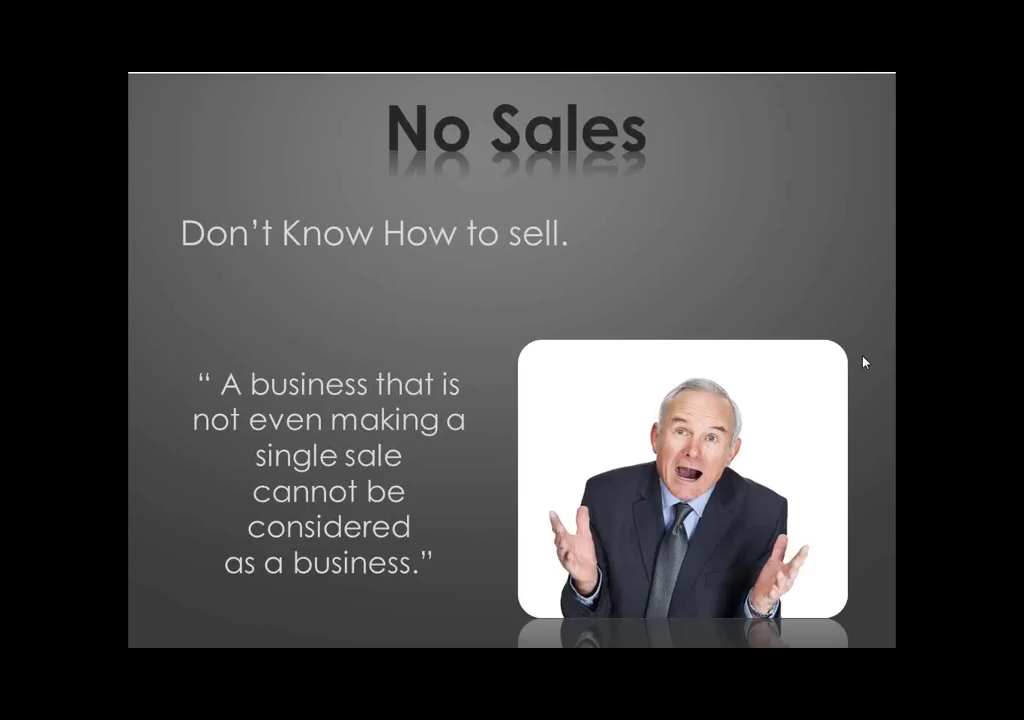 No Sales
Don’t Know How to sell.
“ A business that is
not even making a
single sale
cannot be
considered
as a business.”